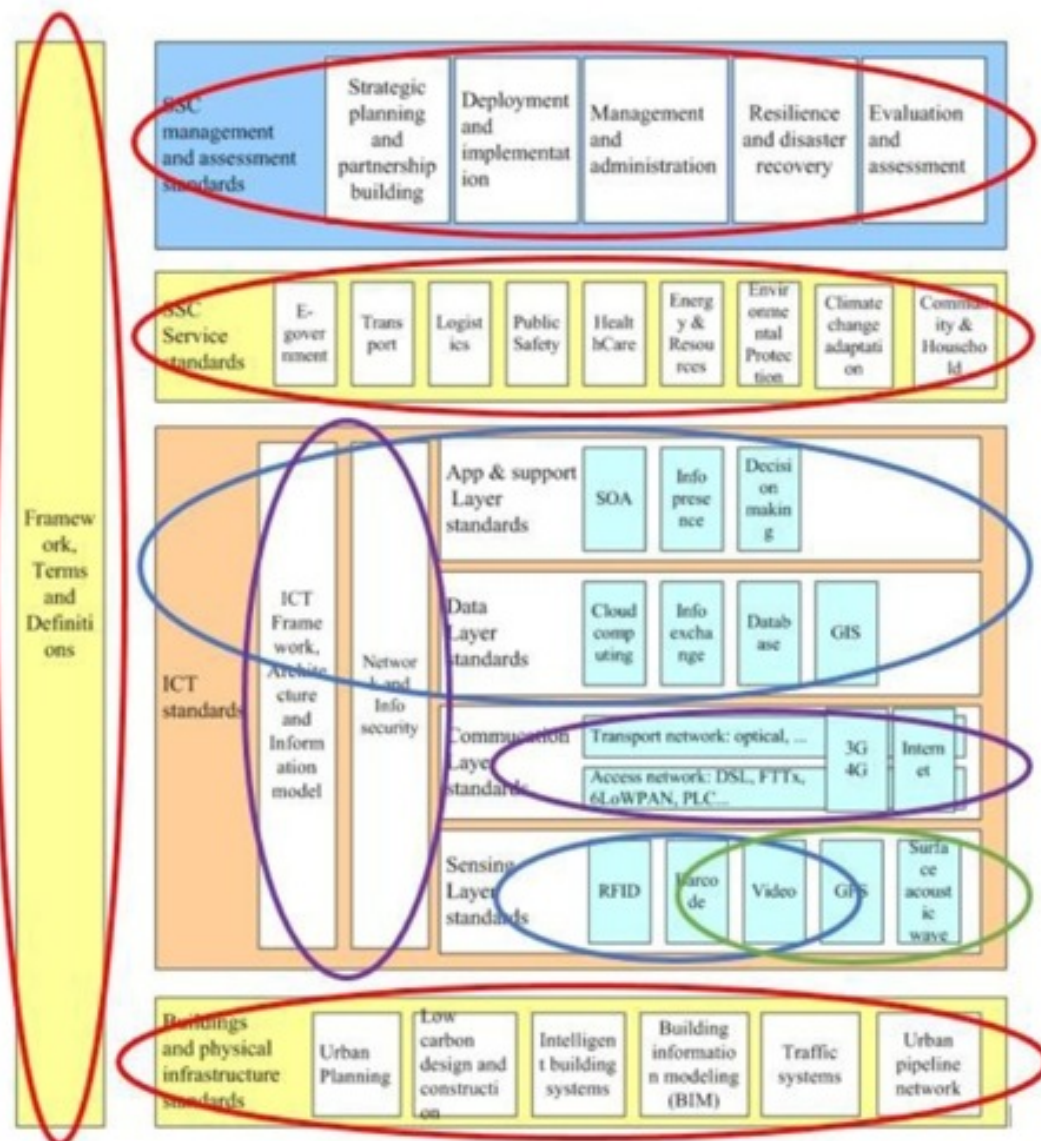 Framew
ork,
Terms
and
Definiti
ons
SSC
management
and assessment
standards
Strategic
planning
and
partnership
building
Deployment
and
implementat
ion
Management
and
administration
Resilience
and disaster
recovery
Evaluation
and
assessment
SSC
Service
standards
E-
gover
nment
Trans
port
Logist
ics
Public
Safety
Healt
hCare
Energ
y &
Resou
rces
Envir
onme
ntal
Protec
tion
Climate
change
adaptati
on
Commun
ity &
Househo
ld
ICT
standards
ICT
Frame
work,
Archite
cture
and
Inform
ation
model
Networ
k and
Info
security
App & support
Layer
standards
SOA
Info
prese
nce
Decisi
on
makin
g
Data
Layer
standards
Cloud
comp
uting
Info
excha
nge
Datab
ase
GIS
Commucation
Layer
standards
Transport network: optical, ...
Access network: DSL, FTTx,
6LoWPAN, PLC...
3G
4G
Intern
et
Sensing
Layer
standards
RFID
Barco
de
Video
GPS
Surfa
ce
acoust
ic
wave
Buildings
and physical
infrastructure
standards
Urban
Planning
Low
carbon
design and
constructi
on
Intelligen
t building
systems
Building
informatio
n modeling
(BIM)
Traffic
systems
Urban
pipeline
network